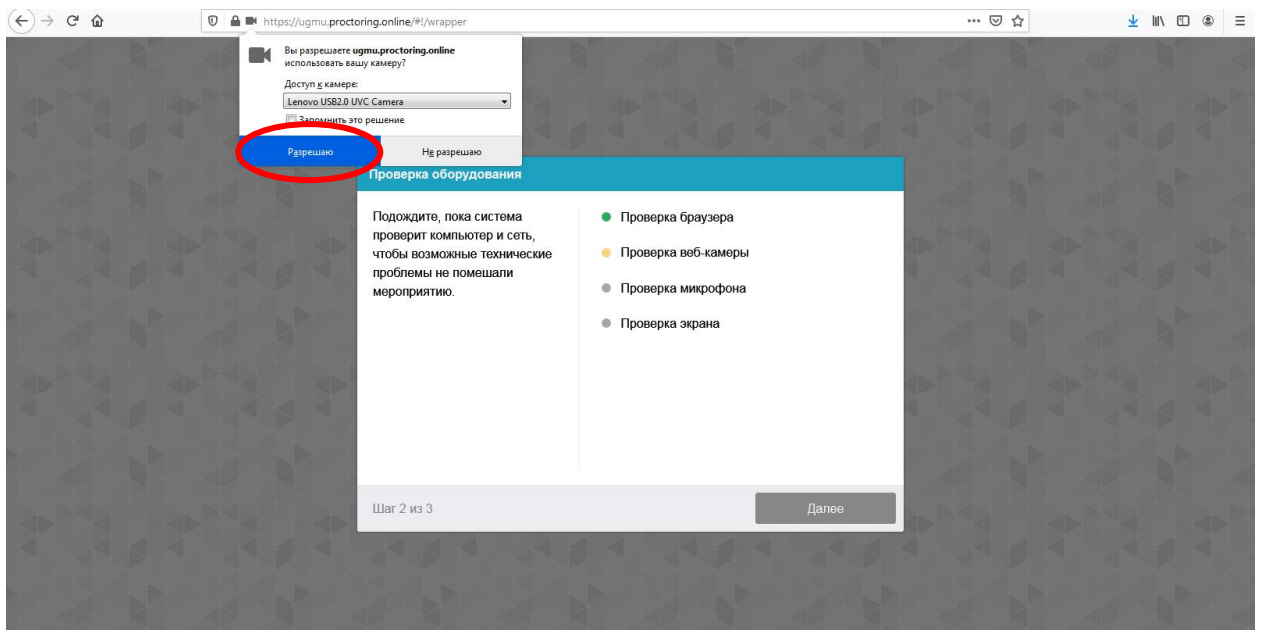 https://ugmu.proctoring.online/#!/wrapper
Вы разрешаете ugmu.proctoring.online
использовать вашу камеру?
Доступ к камере:
Lenovo USB2.0 UVC Camera
Запомнить это решение
Разрешаю
Не разрешаю
Проверка оборудования
Подождите, пока система
проверит компьютер и сеть,
чтобы возможные технические
проблемы не помешали
мероприятию.
Проверка браузера
Проверка веб-камеры
Проверка микрофона
Проверка экрана
Шаг 2 из 3
Далее